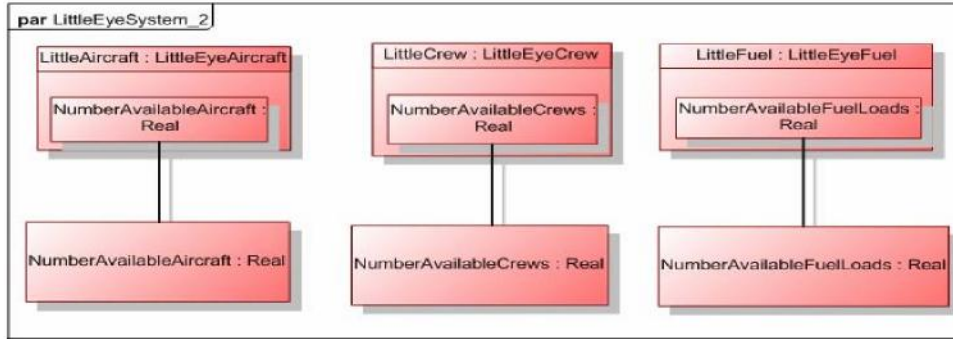 par LittleEyeSystem_2
LittleAircraft : LittleEyeAircraft
NumberAvailableAircraft :
Real
NumberAvailableAircraft : Real
LittleCrew : LittleEyeCrew
NumberAvailableCrews :
Real
NumberAvailableCrews : Real
LittleFuel : LittleEyeFuel
NumberAvailableFuelLoads :
Real
NumberAvailableFuelLoads : Real